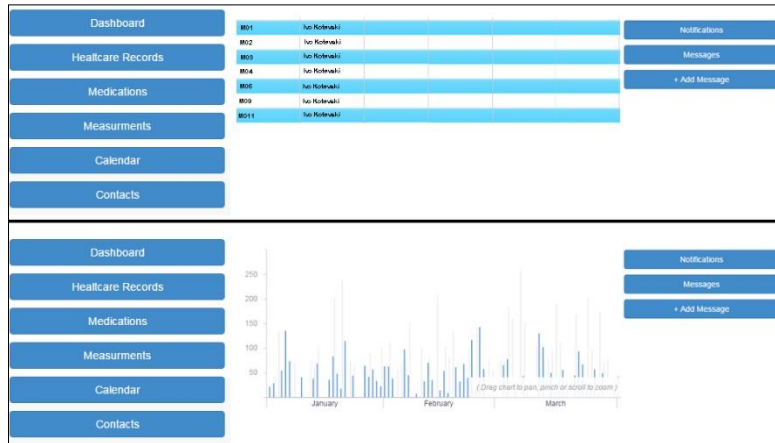 Dashboard
Healtcare Records
Medications
Measurments
Calendar
Contacts
M01 Ivo Kotevski
M02 Ivo Kotevski
M03 Ivo Kotevski
M04 Ivo Kotevski
M05 Ivo Kotevski
M09 Ivo Kotevski
M011 Ivo Kotevski
Notifications
Messages
+ Add Message
Dashboard
Healtcare Records
Medications
Measurments
Calendar
Contacts
250
200
150
100
50
( Drag chart to pan, pinch or scroll to zoom )
January February March
Notifications
Messages
+ Add Message